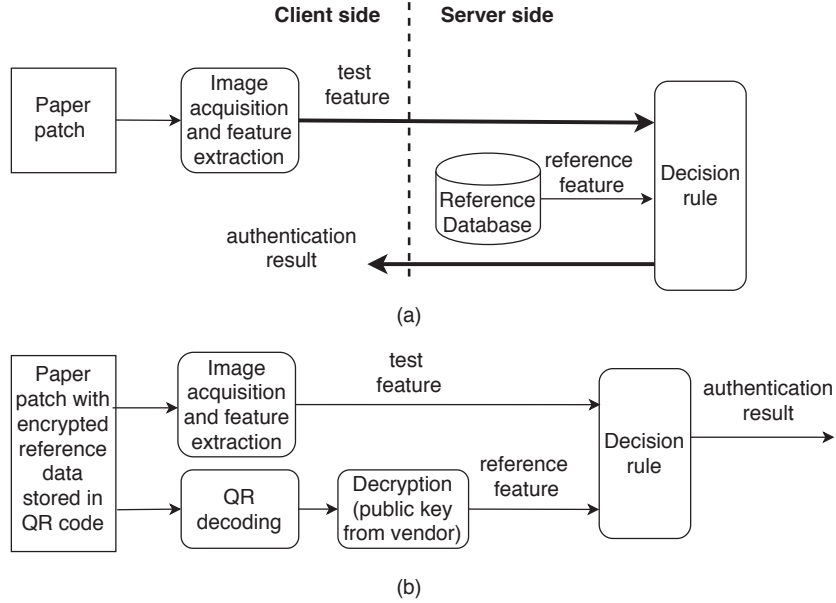 Client side
Server side
Paper
patch
Image
acquisition
and feature
extraction
test
feature
Reference
Database
reference
feature
Decision
rule
authentication
result
(a)
Paper
patch with
encrypted
reference
data
stored in
QR code
Image
acquisition
and feature
extraction
test
feature
QR
decoding
Decryption
(public key
from vendor)
reference
feature
Decision
rule
authentication
result
(b)